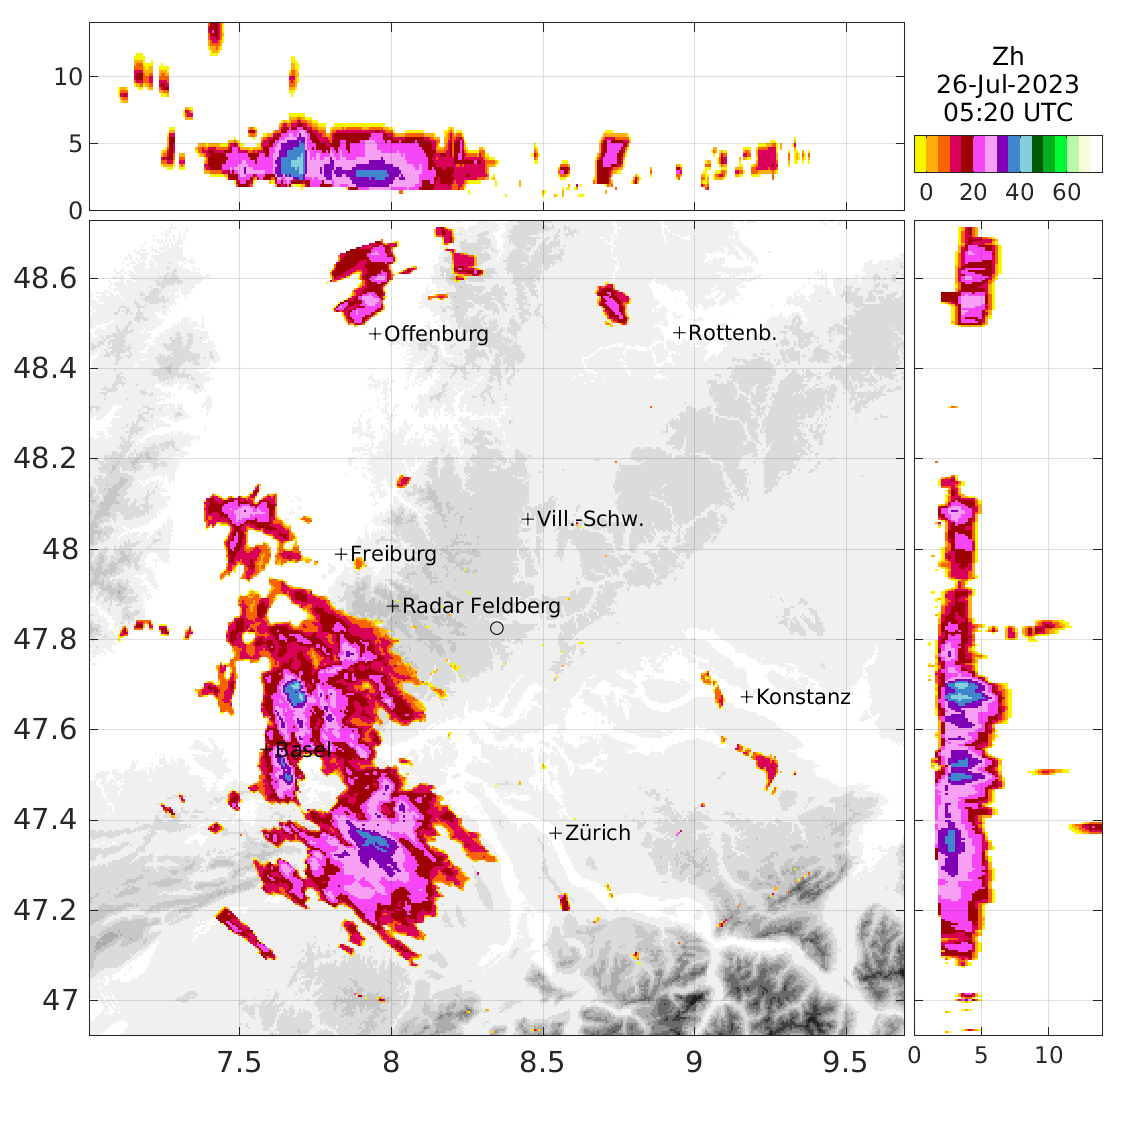 10
5
0
Zh
26-Jul-2023
05:20 UTC
0 20 40 60
48.6
48.4
48.2
48
47.8
47.6
47.4
47.2
47
Offenburg
Rottenb.
Vill.-Schw.
Freiburg
Radar Feldberg
Konstanz
Basel
Zürich
7.5 8 8.5 9 9.5
0 5 10